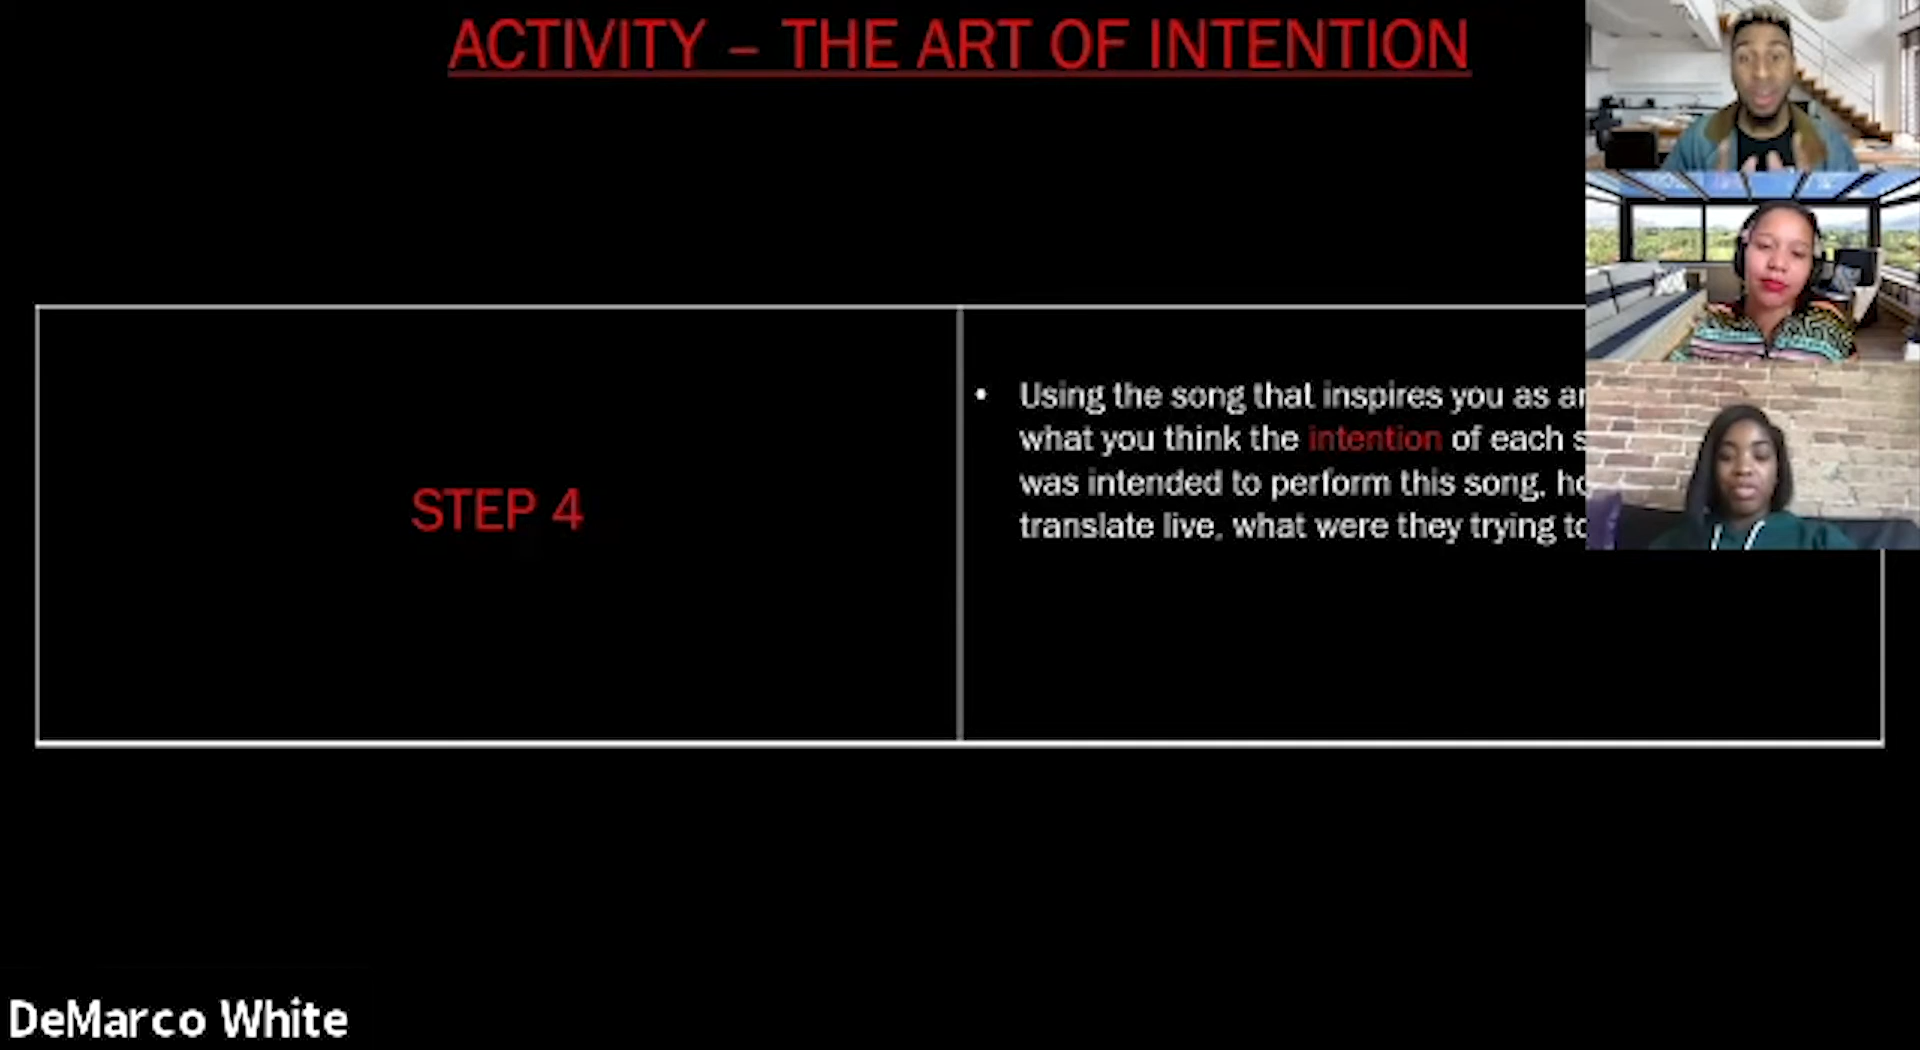 ACTIVITY – THE ART OF INTENTION
STEP 4
• Using the song that inspires you as
what you think the intention of each
was intended to perform this song, 
translate live, what were they trying
DeMarco White